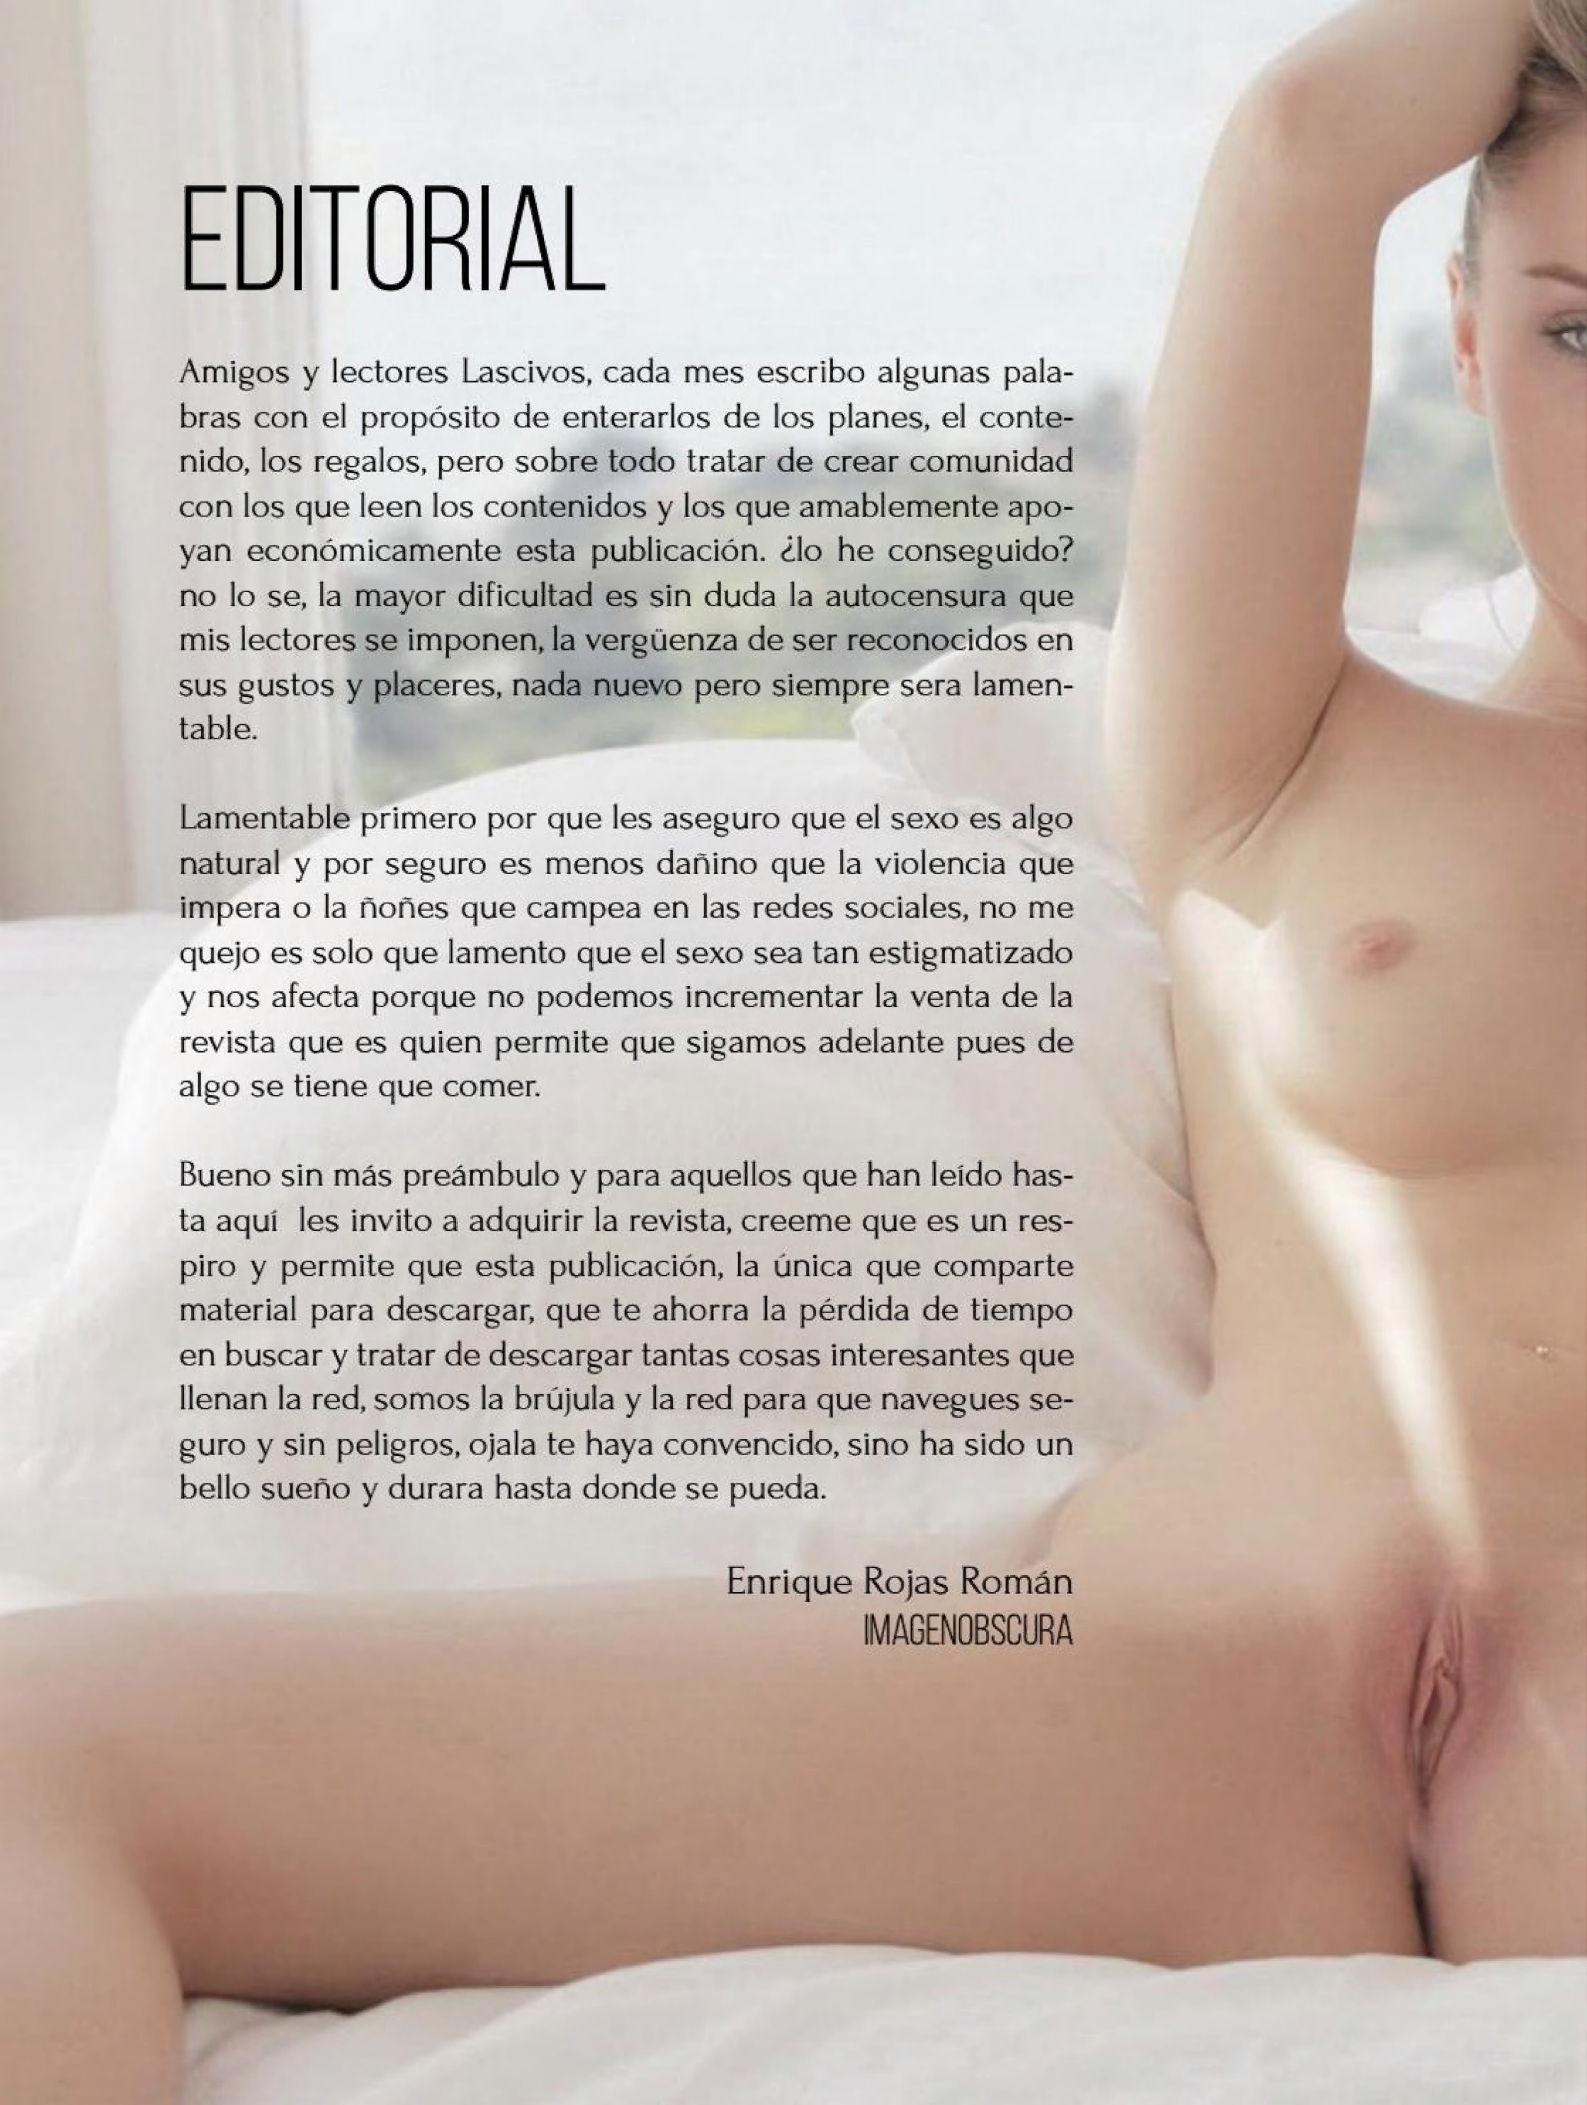 EDITORIAL
Amigos y lectores Lascivos, cada mes escribo algunas pala-
bras con el propósito de enterarlos de los planes, el conte-
nido, los regalos, pero sobre todo tratar de crear comunidad
con los que leen los contenidos y los que amablemente apo-
yan económicamente esta publicación. ¿lo he conseguido?
no lo se, la mayor dificultad es sin duda la autocensura que
mis lectores se imponen, la vergüenza de ser reconocidos en
sus gustos y placeres, nada nuevo pero siempre sera lamen-
table.
Lamentable primero por que les aseguro que el sexo es algo
natural y por seguro es menos dañino que la violencia que
impera o la ñoñes que campea en las redes sociales, no me
quejo es solo que lamento que el sexo sea tan estigmatizado
y nos afecta porque no podemos incrementar la venta de la
revista que es quien permite que sigamos adelante pues de
algo se tiene que comer.
Bueno sin más preámbulo y para aquellos que han leído has-
ta aquí  les invito a adquirir la revista, creeme que es un res-
piro y permite que esta publicación, la única que comparte
material para descargar, que te ahorra la pérdida de tiempo
en buscar y tratar de descargar tantas cosas interesantes que
llenan la red, somos la brújula y la red para que navegues se-
guro y sin peligros, ojala te haya convencido, sino ha sido un
bello sueño y durara hasta donde se pueda.
Enrique Rojas Román
IMAGENOBSCURA